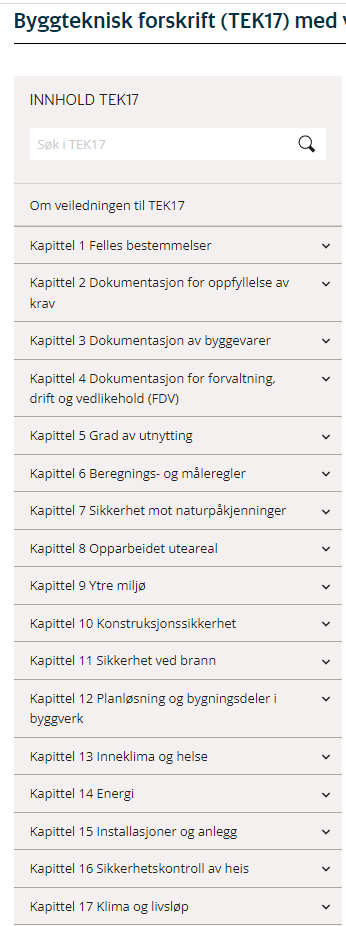 Byggteknisk forskrift (TEK17) med
INNHOLD TEK17
Søk i TEK17
Om veiledningen til TEK17
Kapittel 1 Felles bestemmelser
Kapittel 2 Dokumentasjon for oppfyllelse av
krav
Kapittel 3 Dokumentasjon av byggevarer
Kapittel 4 Dokumentasjon for forvaltning,
drift og vedlikehold (FDV)
Kapittel 5 Grad av utnytting
Kapittel 6 Beregnings- og måleregler
Kapittel 7 Sikkerhet mot naturpåkjenninger
Kapittel 8 Opparbeidet uteareal
Kapittel 9 Ytre miljø
Kapittel 10 Konstruksjonssikkerhet
Kapittel 11 Sikkerhet ved brann
Kapittel 12 Planløsning og bygningsdeler i
byggverk
Kapittel 13 Inneklima og helse
Kapittel 14 Energi
Kapittel 15 Installasjoner og anlegg
Kapittel 16 Sikkerhetskontroll av heis
Kapittel 17 Klima og livsløp